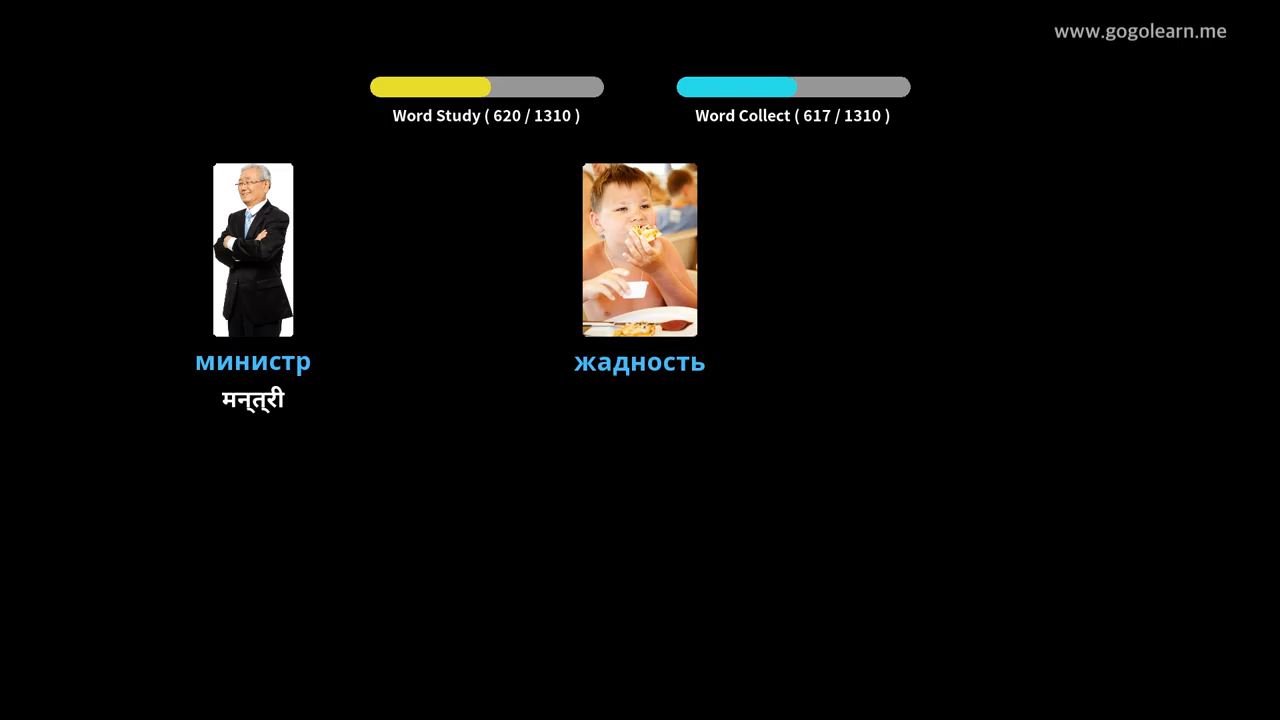 www.gogolearn.me
Word Study ( 620 / 1310 )
Word Collect ( 617 / 1310 )
министр
жадность
मन्त्री